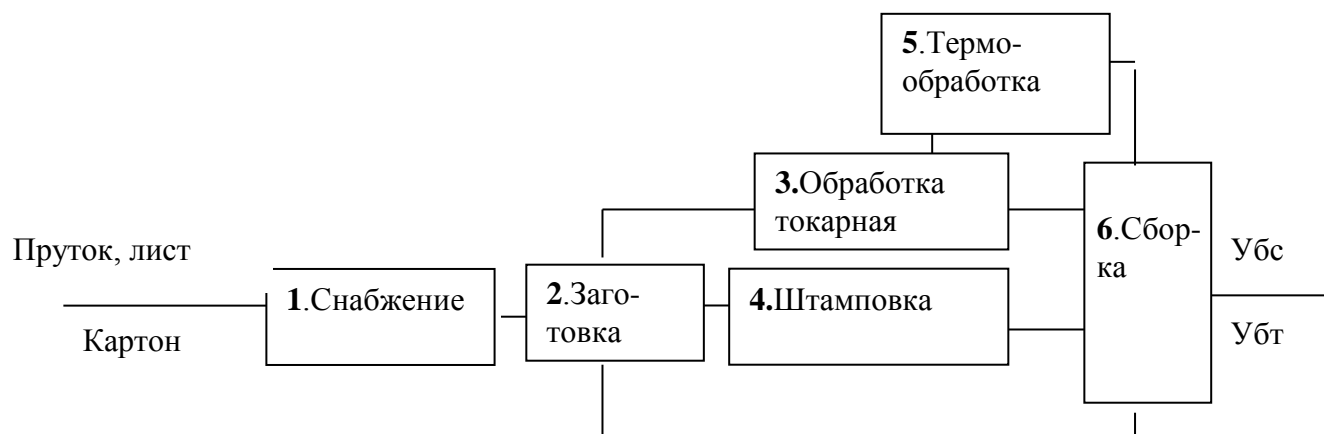 5.Термо-
обработка
3.Обработка
токарная
Пруток, лист
Картон
1.Снабжение
2.Заго-
товка
4.Штамповка
6.Сбор-
ка
Убс
Убт